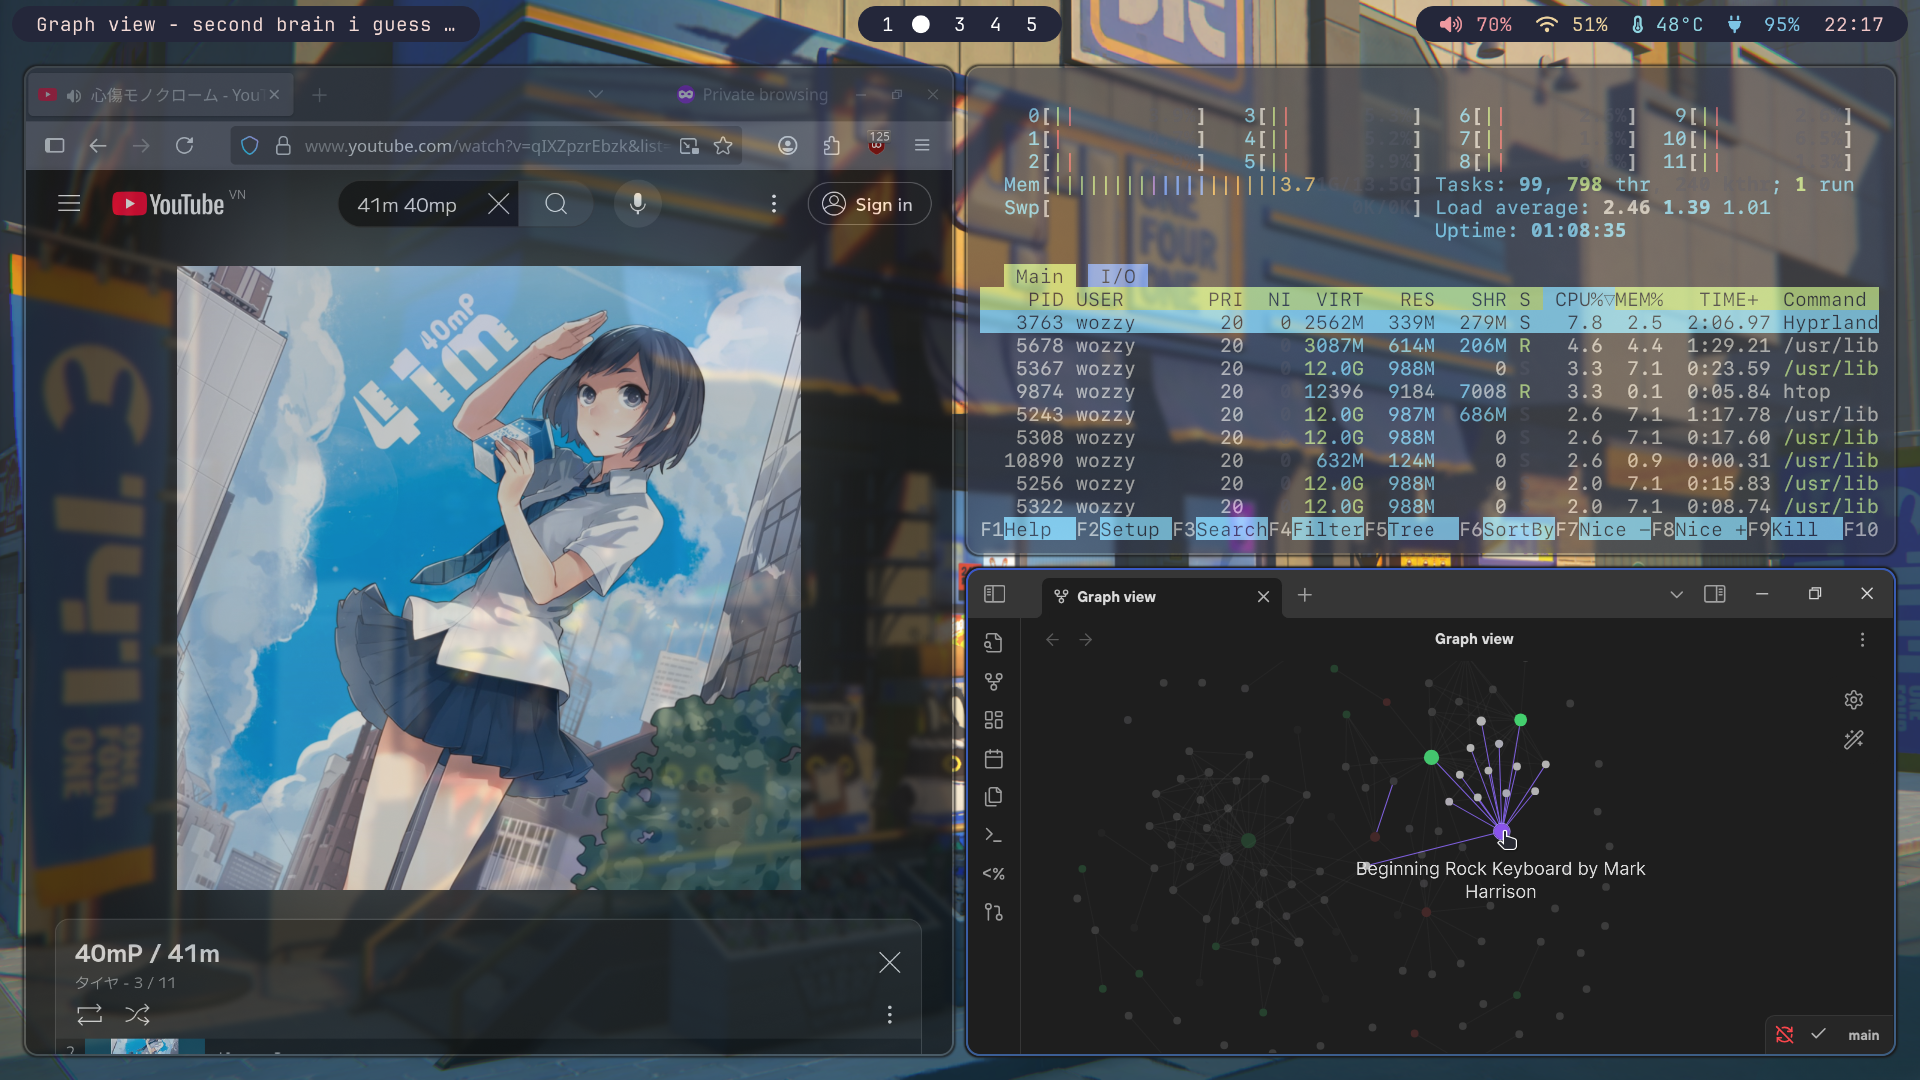 Graph view - second brain i guess …
1 3 4 5
70% 51% 48°C 95% 22:17
心傷モノクローム - You
Private browsing
www.youtube.com/watch?v=qIXZpzrEbzk&list=
125
YouTube VN
41m 40mp
Sign in
40mP
41m
40mP / 41m
タイヤ - 3 / 11
0[|| ] 3[|| ] 6[|| ] 9[|| ]
1[| ] 4[|| ] 7[|| ] 10[|| ]
2[|| ] 5[|| ] 8[|| ] 11[|| ]
Mem[ 3.7 ] Tasks: 99, 798 thr, ; 1 run
Swp[ ] Load average: 2.46 1.39 1.01
Uptime: 01:08:35
Main I/O
PID USER PRI NI VIRT RES SHR S CPU%▽MEM% TIME+ Command
3763 wozzy 20 0 2562M 339M 279M S 7.8 2.5 2:06.97 Hyprland
5678 wozzy 20 0 3087M 614M 206M R 4.6 4.4 1:29.21 /usr/lib
5367 wozzy 20 0 12.0G 988M 0 S 3.3 7.1 0:23.59 /usr/lib
9874 wozzy 20 0 12396 9184 7008 R 3.3 0.1 0:05.84 htop
5243 wozzy 20 0 12.0G 987M 686M S 2.6 7.1 1:17.78 /usr/lib
5308 wozzy 20 0 12.0G 988M 0 S 2.6 7.1 0:17.60 /usr/lib
10890 wozzy 20 0 632M 124M 0 S 2.6 0.9 0:00.31 /usr/lib
5256 wozzy 20 0 12.0G 988M 0 S 2.0 7.1 0:15.83 /usr/lib
5322 wozzy 20 0 12.0G 988M 0 S 2.0 7.1 0:08.74 /usr/lib
F1Help F2Setup F3SearchF4FilterF5Tree F6SortByF7Nice -F8Nice +F9Kill F10
Graph view
Graph view
Beginning Rock Keyboard by Mark
Harrison
main